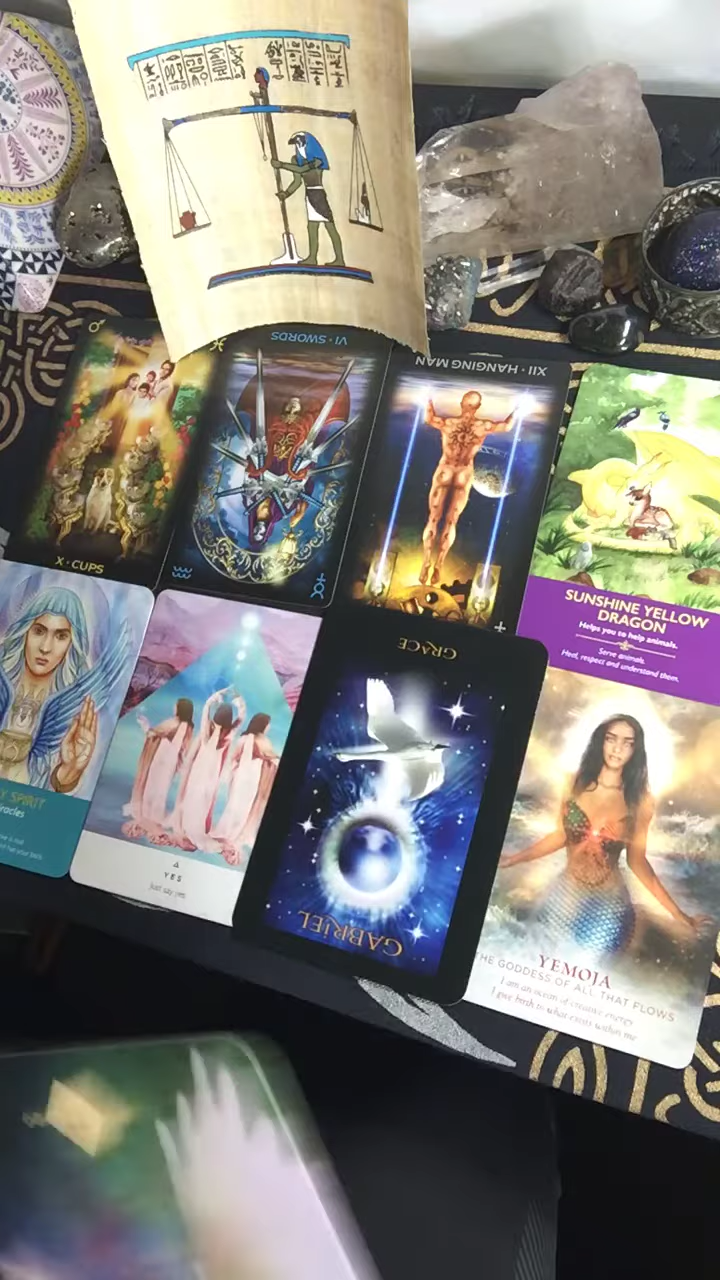 VI · SWORDS
XII · HANGING MAN
X · CUPS
SUNSHINE YELLOW
DRAGON
Helps you to help animals.
Serve animals.
Heal, respect and understand them.
Y SPIRIT
iracles
YES
just say yes
GRACE
GABRIEL
YEMOJA
THE GODDESS OF ALL THAT FLOWS
I am an ocean of creative energy
I give birth to what exists within me